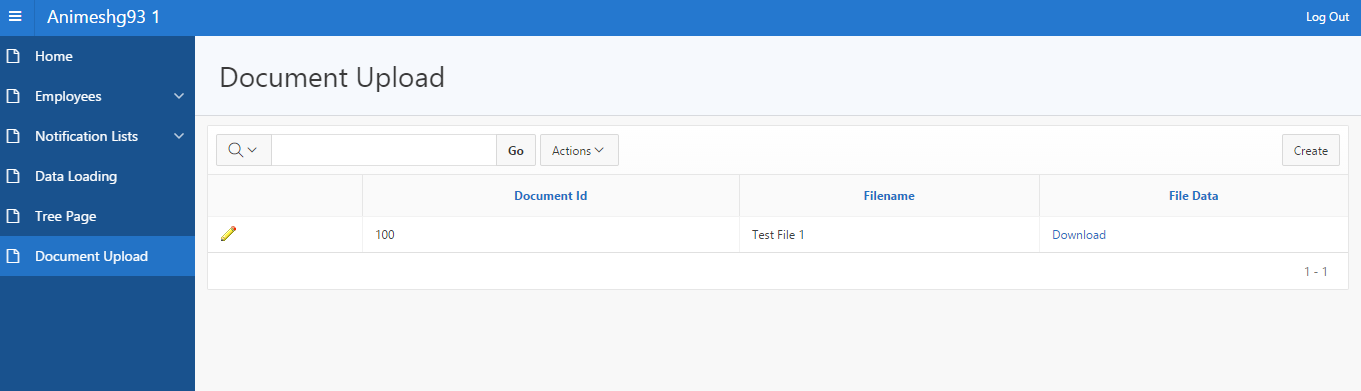 Animeshg93 1
Log Out
Home
Employees
Notification Lists
Data Loading
Tree Page
Document Upload
Document Upload
Go Actions Create
Document Id Filename File Data
100 Test File 1 Download
1 - 1